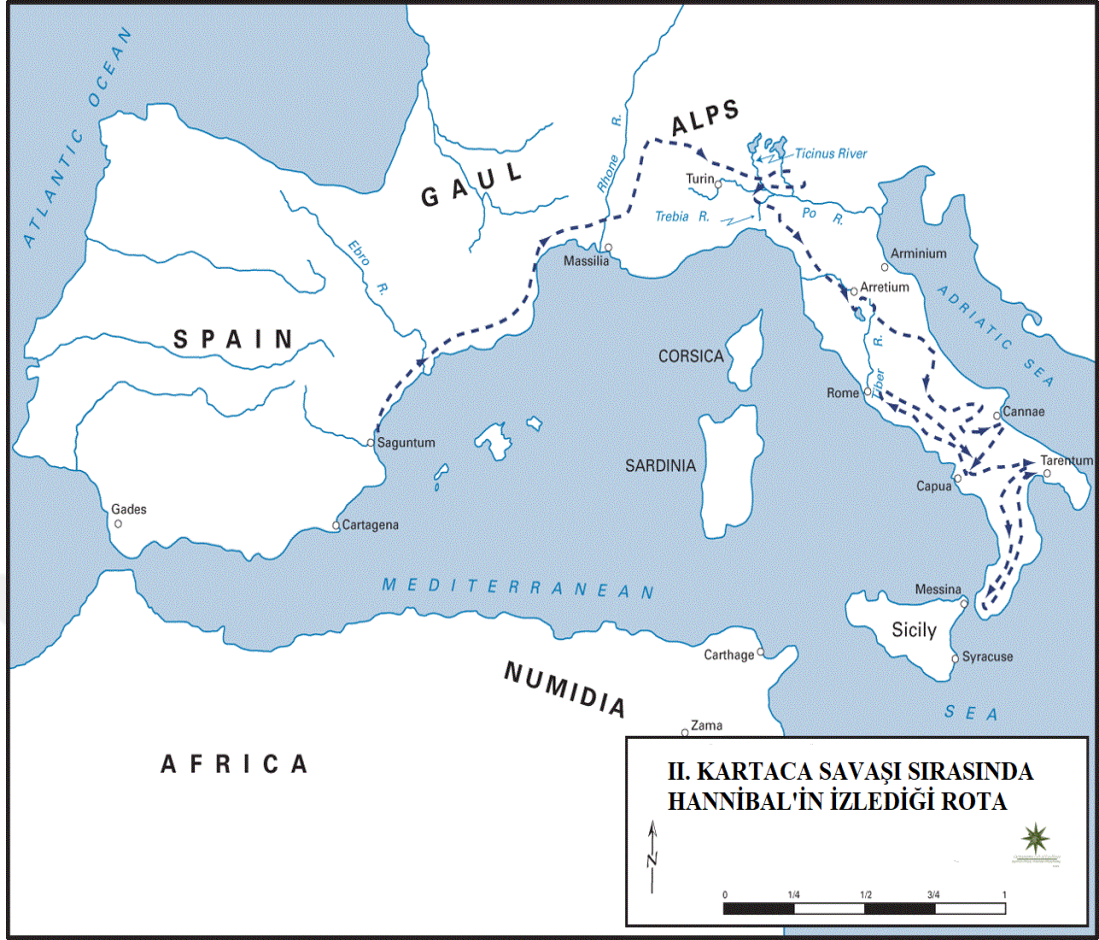 ATLANTIC OCEAN
GAUL
ALPS
Rhone R.
Ticinus River
Turin
Trebia R.
Po R.
Massilia
Ebro R.
Arminium
Arretium
ADRIATIC SEA
SPAIN
CORSICA
Tiber R.
Rome
Cannae
Saguntum
SARDINIA
Capua
Tarentum
Gades
Cartagena
MEDITERRANEAN
Messina
Sicily
Carthage
Syracuse
NUMIDIA
SEA
Zama
AFRICA
II. KARTACA SAVAŞI SIRASINDA
HANNİBAL'İN İZLEDİĞİ ROTA
N
0 1/4 1/2 3/4 1